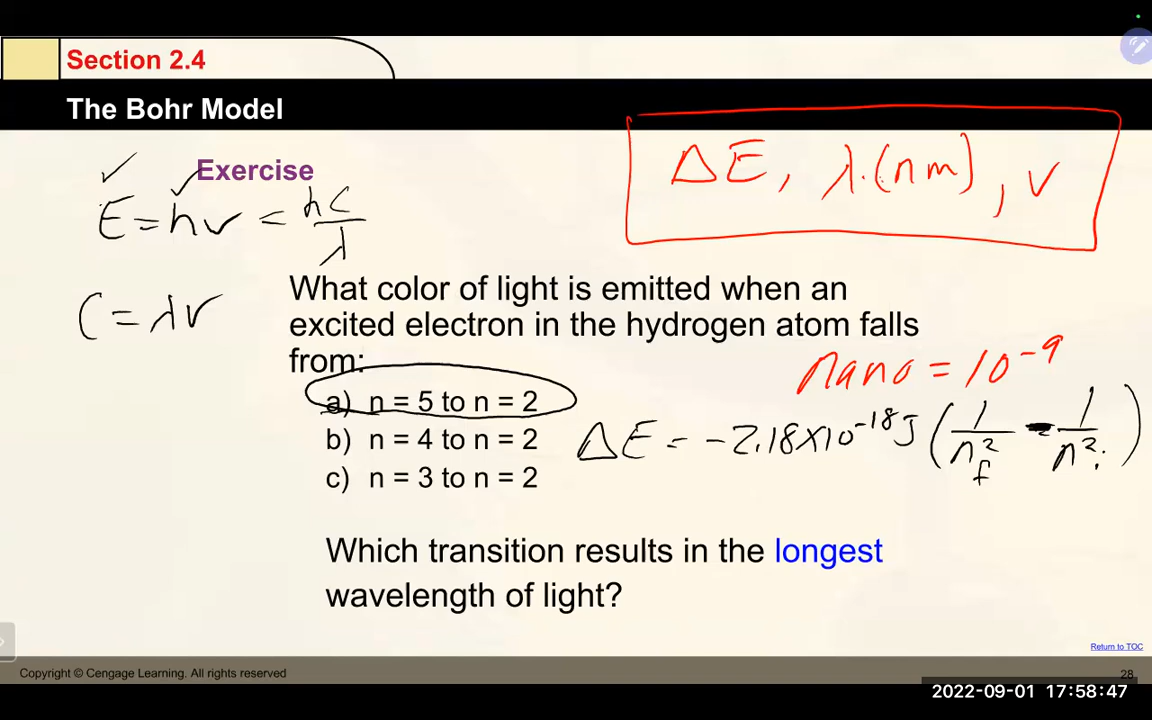 Section 2.4
The Bohr Model
ΔE, λ.(nm), ν
Exercise
E = hν = hc/λ
C = λν
What color of light is emitted when an
excited electron in the hydrogen atom falls
from:
nano = 10⁻⁹
a) n = 5 to n = 2
b) n = 4 to n = 2
c) n = 3 to n = 2
ΔE = -2.18×10⁻¹⁸J (1/n²f - 1/n²i)
Which transition results in the longest
wavelength of light?
Return to TOC
Copyright © Cengage Learning. All rights reserved
28
2022-09-01 17:58:47